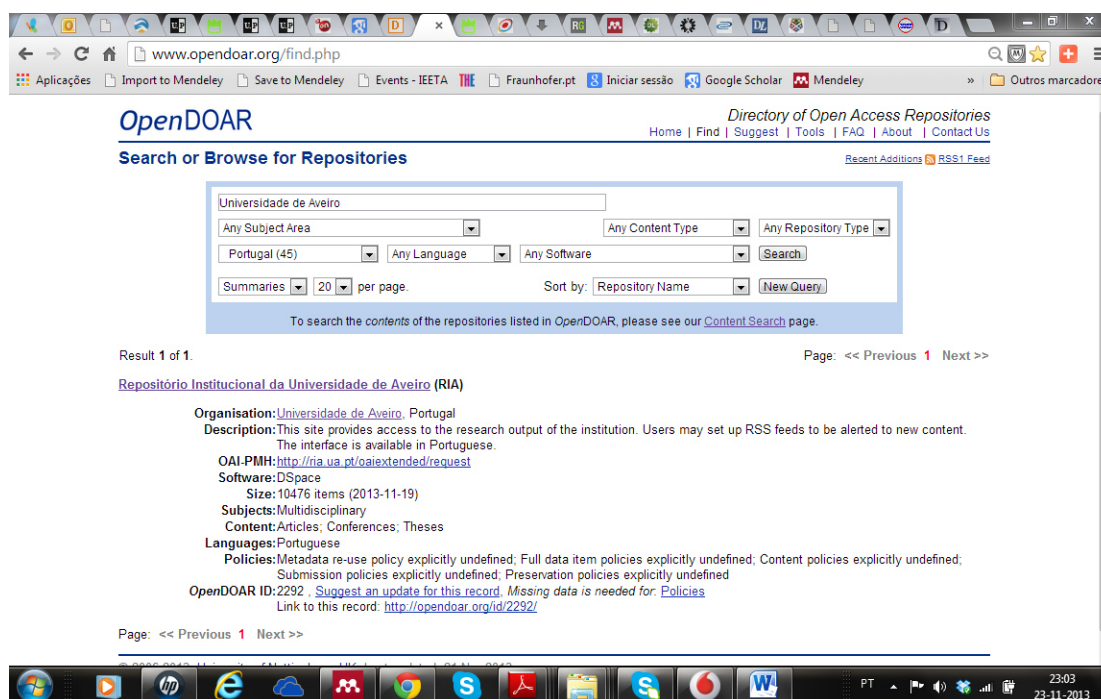 www.opendoar.org/find.php
Aplicações Import to Mendeley Save to Mendeley Events - IEETA THE Fraunhofer.pt Iniciar sessão Google Scholar Mendeley » Outros marcadore
OpenDOAR
Directory of Open Access Repositories
Home | Find | Suggest | Tools | FAQ | About | Contact Us
Search or Browse for Repositories
Recent Additions RSS1 Feed
Universidade de Aveiro
Any Subject Area Any Content Type Any Repository Type
Portugal (45) Any Language Any Software Search
Summaries 20 per page. Sort by: Repository Name New Query
To search the contents of the repositories listed in OpenDOAR, please see our Content Search page.
Result 1 of 1. Page: << Previous 1 Next >>
Repositório Institucional da Universidade de Aveiro (RIA)
Organisation: Universidade de Aveiro, Portugal
Description: This site provides access to the research output of the institution. Users may set up RSS feeds to be alerted to new content.
The interface is available in Portuguese.
OAI-PMH: http://ria.ua.pt/oaiextended/request
Software: DSpace
Size: 10476 items (2013-11-19)
Subjects: Multidisciplinary
Content: Articles; Conferences; Theses
Languages: Portuguese
Policies: Metadata re-use policy explicitly undefined; Full data item policies explicitly undefined; Content policies explicitly undefined;
Submission policies explicitly undefined; Preservation policies explicitly undefined
OpenDOAR ID: 2292 , Suggest an update for this record, Missing data is needed for: Policies
Link to this record: http://opendoar.org/id/2292/
Page: << Previous 1 Next >>
PT 23:03
23-11-2013